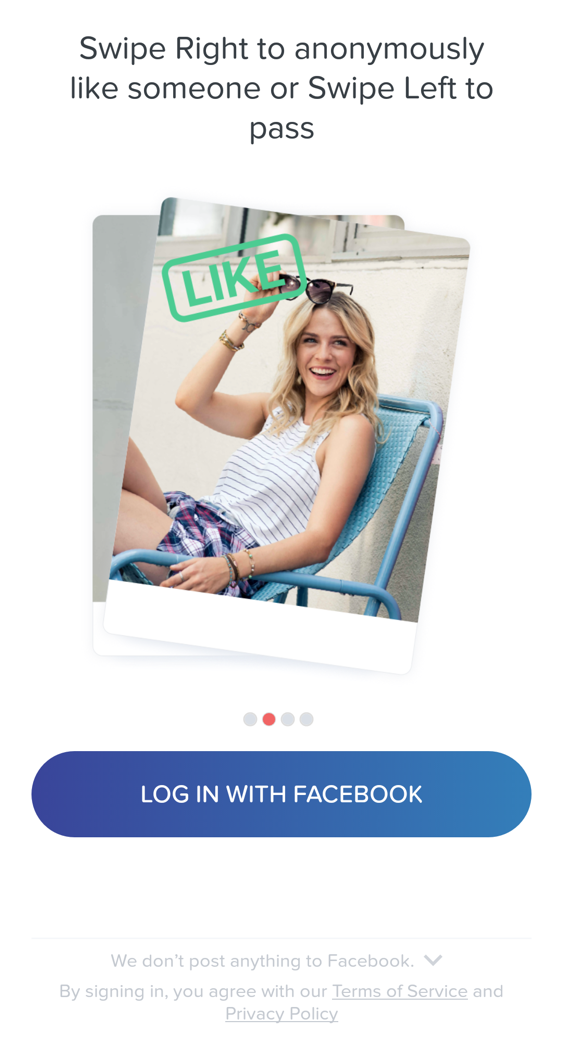 Swipe Right to anonymously
like someone or Swipe Left to
pass
LIKE
LOG IN WITH FACEBOOK
We don’t post anything to Facebook.
By signing in, you agree with our Terms of Service and
Privacy Policy